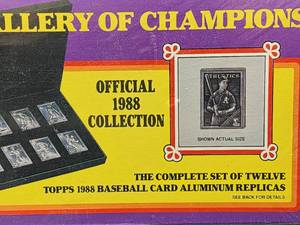 ALLERY OF CHAMPIONS
OFFICIAL
1988
COLLECTION
ATHLETICS
SHOWN ACTUAL SIZE
THE COMPLETE SET OF TWELVE
TOPPS 1988 BASEBALL CARD ALUMINUM REPLICAS
SEE BACK FOR DETAILS